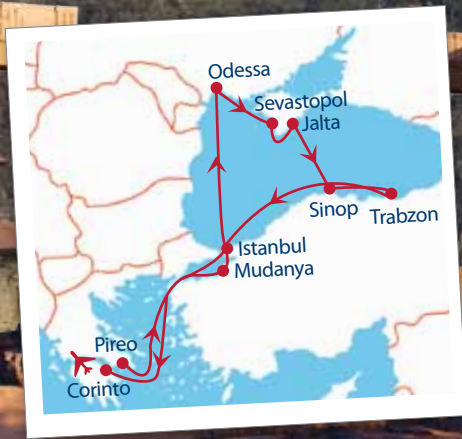 Odessa
Sevastopol
Jalta
Sinop
Trabzon
Istanbul
Mudanya
Pireo
Corinto